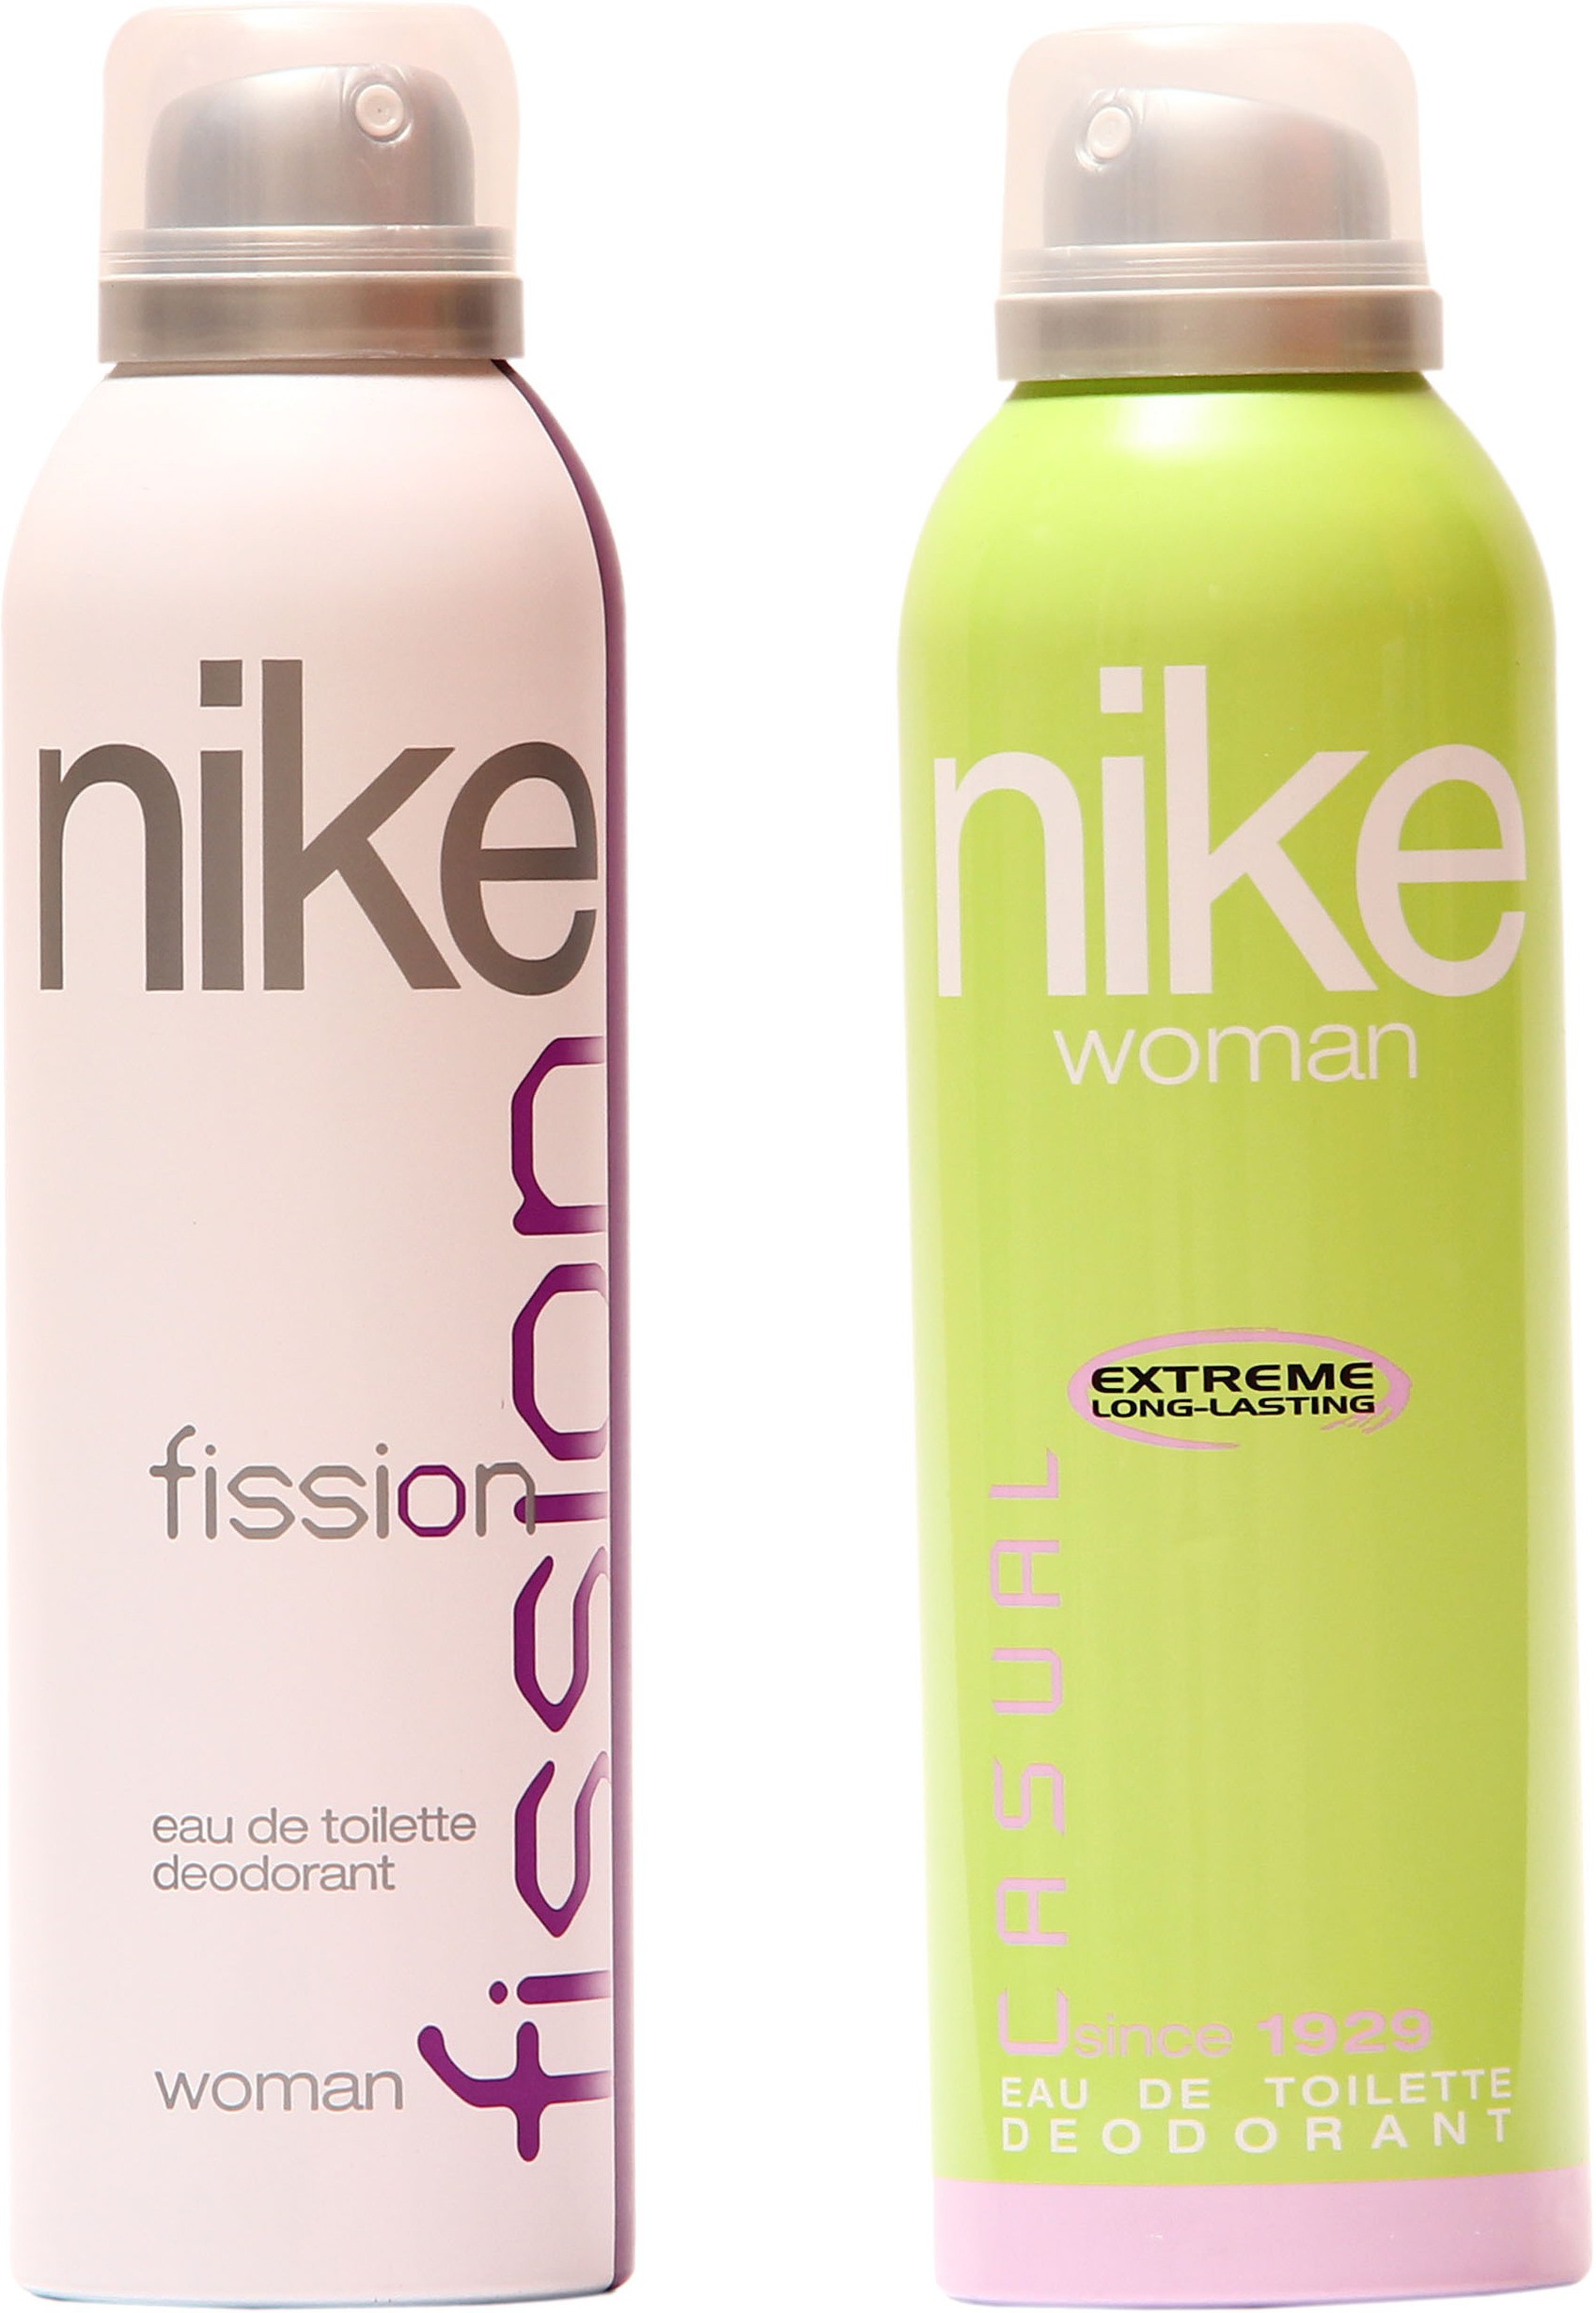 nike
fission
fission
eau de toilette
deodorant
woman
nike
woman
EXTREME
LONG-LASTING
CASUAL
since 1929
EAU DE TOILETTE
DEODORANT